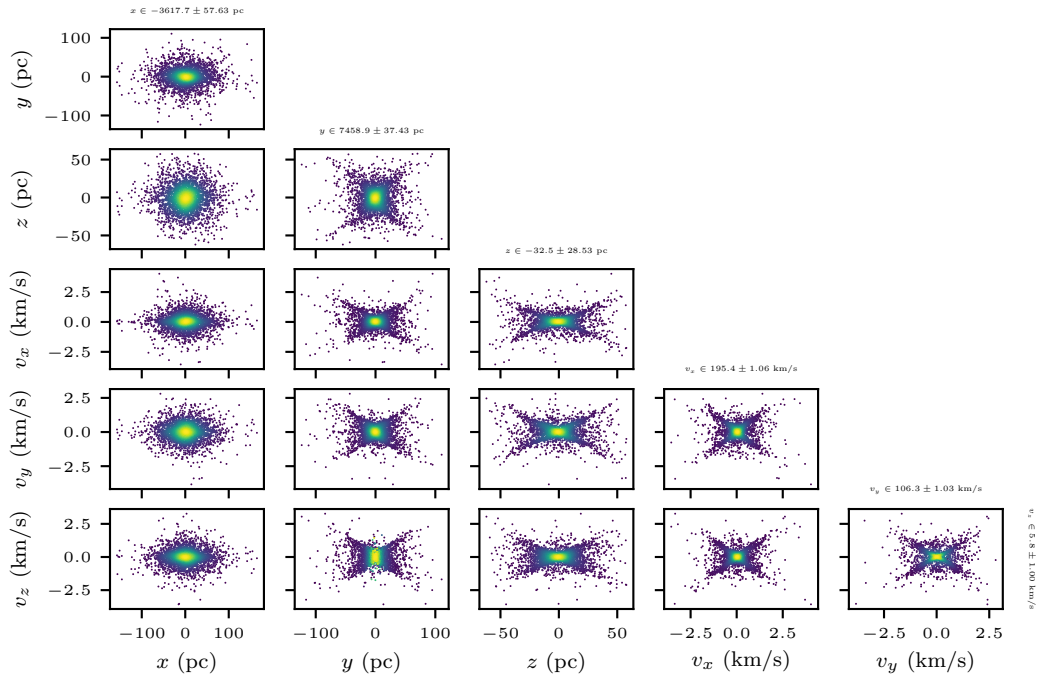 x ∈ −3617.7 ± 57.63 pc
y (pc)
100
0
−100
y ∈ 7458.9 ± 37.43 pc
z (pc)
50
0
−50
z ∈ −32.5 ± 28.53 pc
v_x (km/s)
2.5
0.0
−2.5
v_x ∈ 195.4 ± 1.06 km/s
v_y (km/s)
2.5
0.0
−2.5
v_y ∈ 106.3 ± 1.03 km/s
v_z (km/s)
2.5
0.0
−2.5
v_z ∈ 5.8 ± 1.00 km/s
−100 0 100 −100 0 100 −50 0 50 −2.5 0.0 2.5 −2.5 0.0 2.5
x (pc) y (pc) z (pc) v_x (km/s) v_y (km/s)